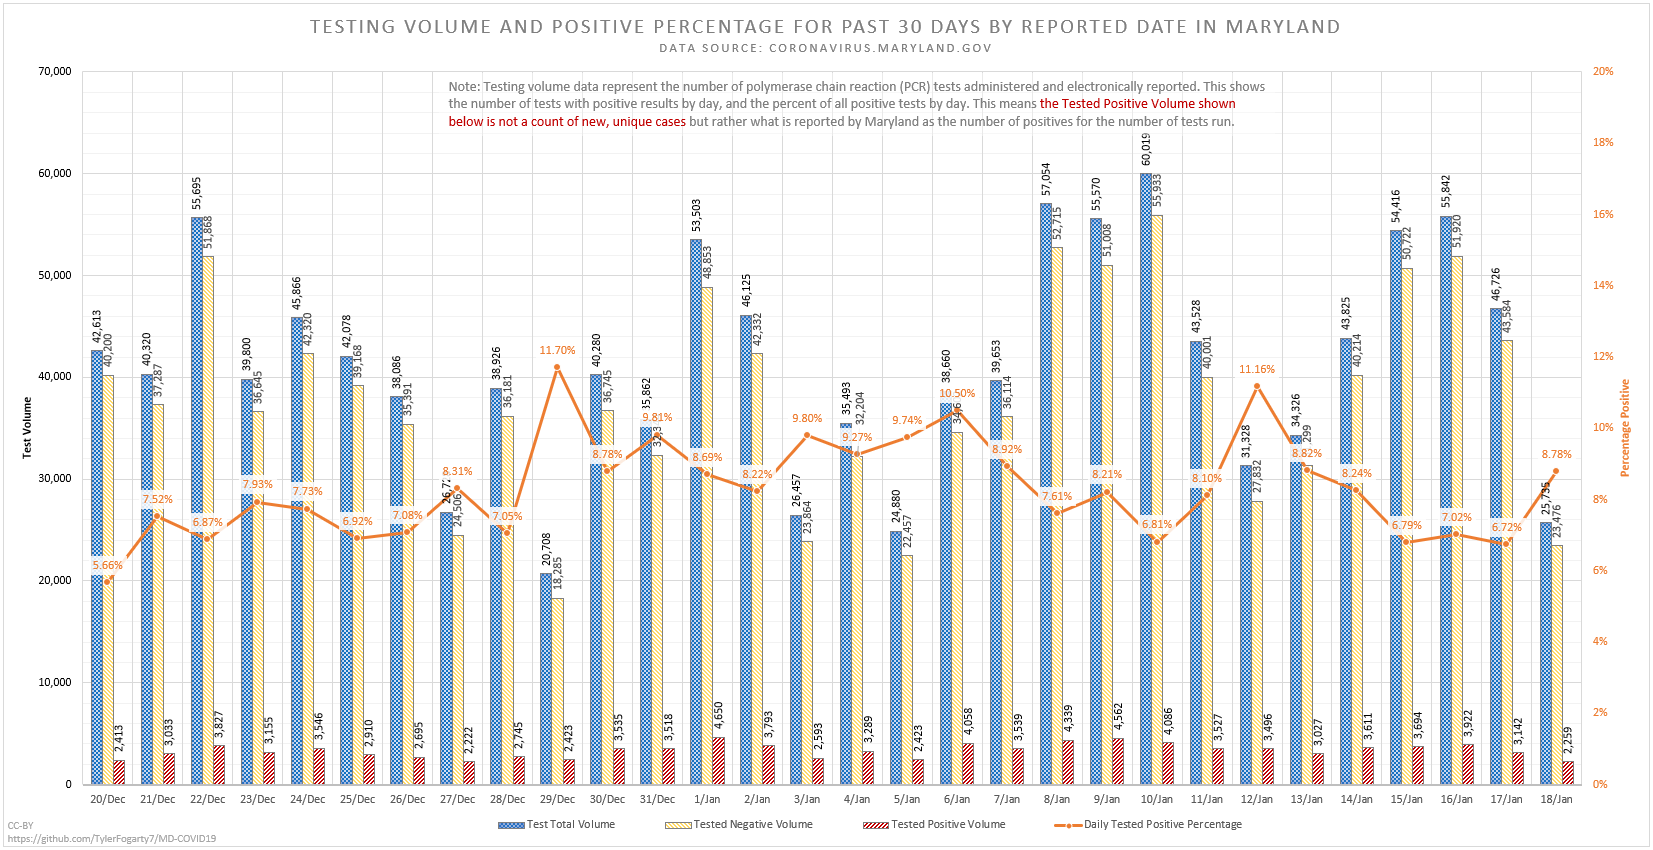 TESTING VOLUME AND POSITIVE PERCENTAGE FOR PAST 30 DAYS BY REPORTED DATE IN MARYLAND
DATA SOURCE: CORONAVIRUS.MARYLAND.GOV
Note: Testing volume data represent the number of polymerase chain reaction (PCR) tests administered and electronically reported. This shows
the number of tests with positive results by day, and the percent of all positive tests by day. This means the Tested Positive Volume shown
below is not a count of new, unique cases but rather what is reported by Maryland as the number of positives for the number of tests run.
Test Volume
70,000
60,000
50,000
40,000
30,000
20,000
10,000
0
Percentage Positive
20%
18%
16%
14%
12%
10%
8%
6%
4%
2%
0%
42,613 40,200 5.66% 2,413 20/Dec
40,320 37,287 7.52% 3,033 21/Dec
55,695 51,868 6.87% 3,827 22/Dec
39,800 36,645 7.93% 3,155 23/Dec
45,866 42,320 7.73% 3,546 24/Dec
42,078 39,168 6.92% 2,910 25/Dec
38,086 35,391 7.08% 2,695 26/Dec
24,506 8.31% 2,222 27/Dec
38,926 36,181 7.05% 2,745 28/Dec
20,708 18,285 11.70% 2,423 29/Dec
40,280 36,745 8.78% 3,535 30/Dec
35,862 9.81% 3,518 31/Dec
53,503 48,853 8.69% 4,650 1/Jan
46,125 42,332 8.22% 3,793 2/Jan
26,457 23,864 9.80% 2,593 3/Jan
35,493 32,204 9.27% 3,289 4/Jan
24,880 22,457 9.74% 2,423 5/Jan
38,660 10.50% 4,058 6/Jan
39,653 36,114 8.92% 3,539 7/Jan
57,054 52,715 7.61% 4,339 8/Jan
55,570 51,008 8.21% 4,562 9/Jan
60,019 55,933 6.81% 4,086 10/Jan
43,528 40,001 8.10% 3,527 11/Jan
31,328 27,832 11.16% 3,496 12/Jan
34,326 8.82% 3,027 13/Jan
43,825 40,214 8.24% 3,611 14/Jan
54,416 50,722 6.79% 3,694 15/Jan
55,842 51,920 7.02% 3,922 16/Jan
46,726 43,584 6.72% 3,142 17/Jan
25,735 23,476 8.78% 2,259 18/Jan
Test Total Volume
Tested Negative Volume
Tested Positive Volume
Daily Tested Positive Percentage
CC-BY
https://github.com/TylerFogarty7/MD-COVID19